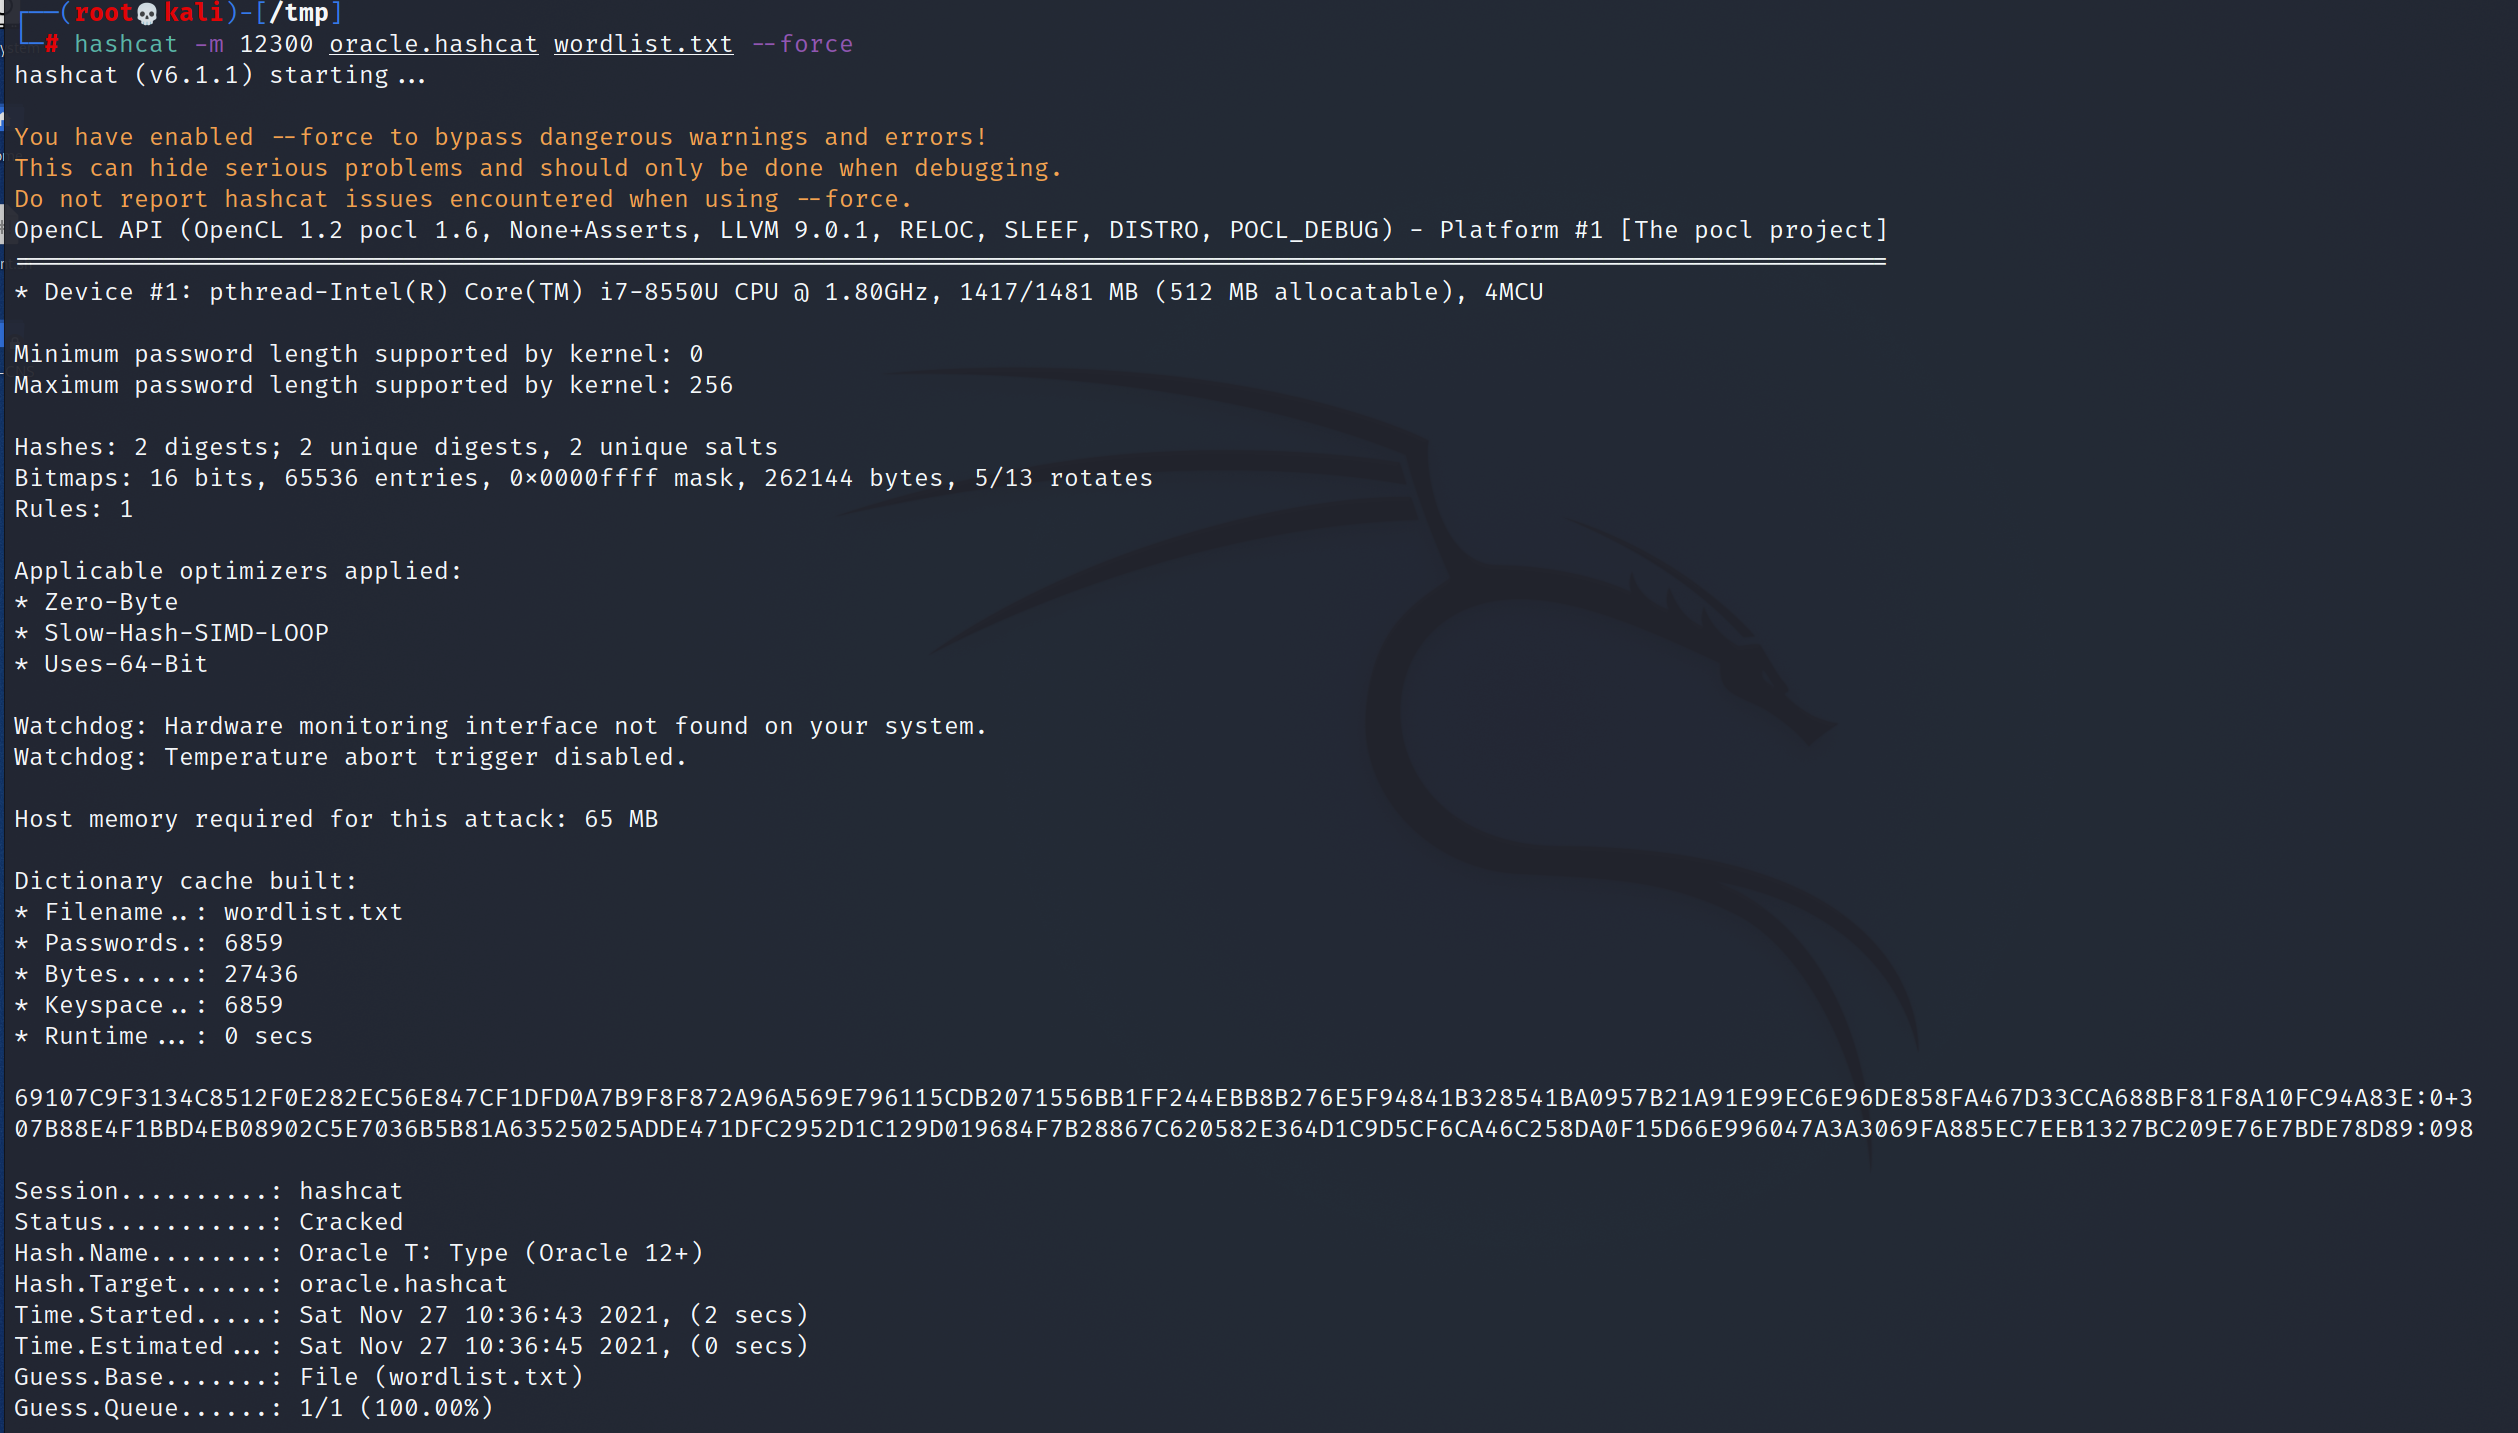 (root💀kali)-[/tmp]
# hashcat -m 12300 oracle.hashcat wordlist.txt --force
hashcat (v6.1.1) starting...
You have enabled --force to bypass dangerous warnings and errors!
This can hide serious problems and should only be done when debugging.
Do not report hashcat issues encountered when using --force.
OpenCL API (OpenCL 1.2 pocl 1.6, None+Asserts, LLVM 9.0.1, RELOC, SLEEF, DISTRO, POCL_DEBUG) - Platform #1 [The pocl project]
* Device #1: pthread-Intel(R) Core(TM) i7-8550U CPU @ 1.80GHz, 1417/1481 MB (512 MB allocatable), 4MCU
Minimum password length supported by kernel: 0
Maximum password length supported by kernel: 256
Hashes: 2 digests; 2 unique digests, 2 unique salts
Bitmaps: 16 bits, 65536 entries, 0x0000ffff mask, 262144 bytes, 5/13 rotates
Rules: 1
Applicable optimizers applied:
* Zero-Byte
* Slow-Hash-SIMD-LOOP
* Uses-64-Bit
Watchdog: Hardware monitoring interface not found on your system.
Watchdog: Temperature abort trigger disabled.
Host memory required for this attack: 65 MB
Dictionary cache built:
* Filename..: wordlist.txt
* Passwords.: 6859
* Bytes.....: 27436
* Keyspace..: 6859
* Runtime...: 0 secs
69107C9F3134C8512F0E282EC56E847CF1DFD0A7B9F8F872A96A569E796115CDB2071556BB1FF244EBB8B276E5F94841B328541BA0957B21A91E99EC6E96DE858FA467D33CCA688BF81F8A10FC94A83E:0+3
07B88E4F1BBD4EB08902C5E7036B5B81A63525025ADDE471DFC2952D1C129D019684F7B28867C620582E364D1C9D5CF6CA46C258DA0F15D66E996047A3A3069FA885EC7EEB1327BC209E76E7BDE78D89:098
Session..........: hashcat
Status...........: Cracked
Hash.Name........: Oracle T: Type (Oracle 12+)
Hash.Target......: oracle.hashcat
Time.Started.....: Sat Nov 27 10:36:43 2021, (2 secs)
Time.Estimated...: Sat Nov 27 10:36:45 2021, (0 secs)
Guess.Base.......: File (wordlist.txt)
Guess.Queue......: 1/1 (100.00%)